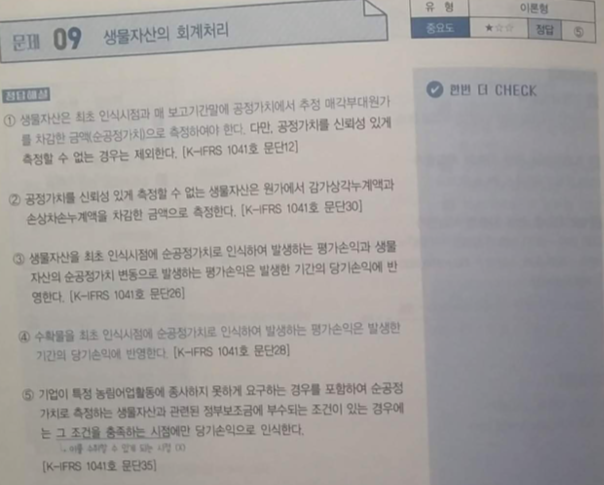 유 형 이론형
문제 09 생물자산의 회계처리
중요도 ★☆☆ 정답 ⑤
정답해설
한번 더 CHECK
① 생물자산은 최초 인식시점과 매 보고기간말에 공정가치에서 추정 매각부대원가
를 차감한 금액(순공정가치)으로 측정하여야 한다. 다만, 공정가치를 신뢰성 있게
측정할 수 없는 경우는 제외한다. [K-IFRS 1041호 문단12]
② 공정가치를 신뢰성 있게 측정할 수 없는 생물자산은 원가에서 감가상각누계액과
손상차손누계액을 차감한 금액으로 측정한다. [K-IFRS 1041호 문단30]
③ 생물자산을 최초 인식시점에 순공정가치로 인식하여 발생하는 평가손익과 생물
자산의 순공정가치 변동으로 발생하는 평가손익은 발생한 기간의 당기손익에 반
영한다. [K-IFRS 1041호 문단26]
④ 수확물을 최초 인식시점에 순공정가치로 인식하여 발생하는 평가손익은 발생한
기간의 당기손익에 반영한다. [K-IFRS 1041호 문단28]
⑤ 기업이 특정 농림어업활동에 종사하지 못하게 요구하는 경우를 포함하여 순공정
가치로 측정하는 생물자산과 관련된 정부보조금에 부수되는 조건이 있는 경우에
는 그 조건을 충족하는 시점에만 당기손익으로 인식한다.
이를 수취할 수 있게 되는 시점 (X)
[K-IFRS 1041호 문단35]